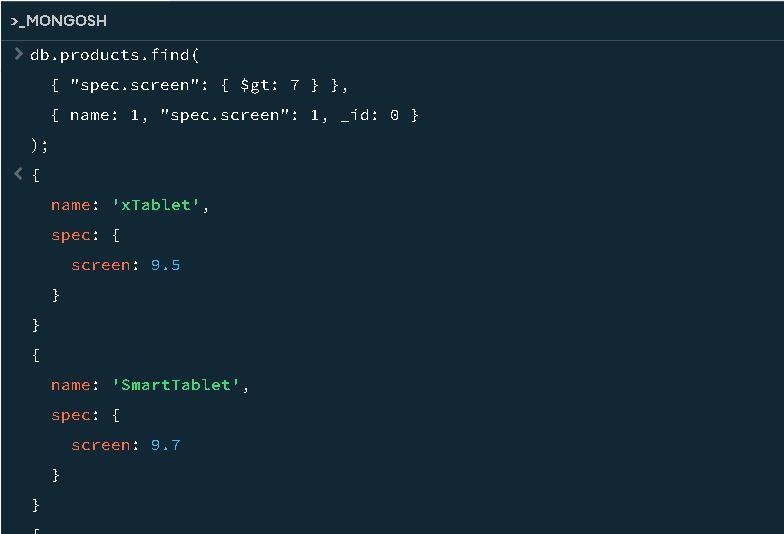 >_MONGOSH
> db.products.find(
{ "spec.screen": { $gt: 7 } },
{ name: 1, "spec.screen": 1, _id: 0 }
);
< {
name: 'xTablet',
spec: {
screen: 9.5
}
}
{
name: 'SmartTablet',
spec: {
screen: 9.7
}
}
{